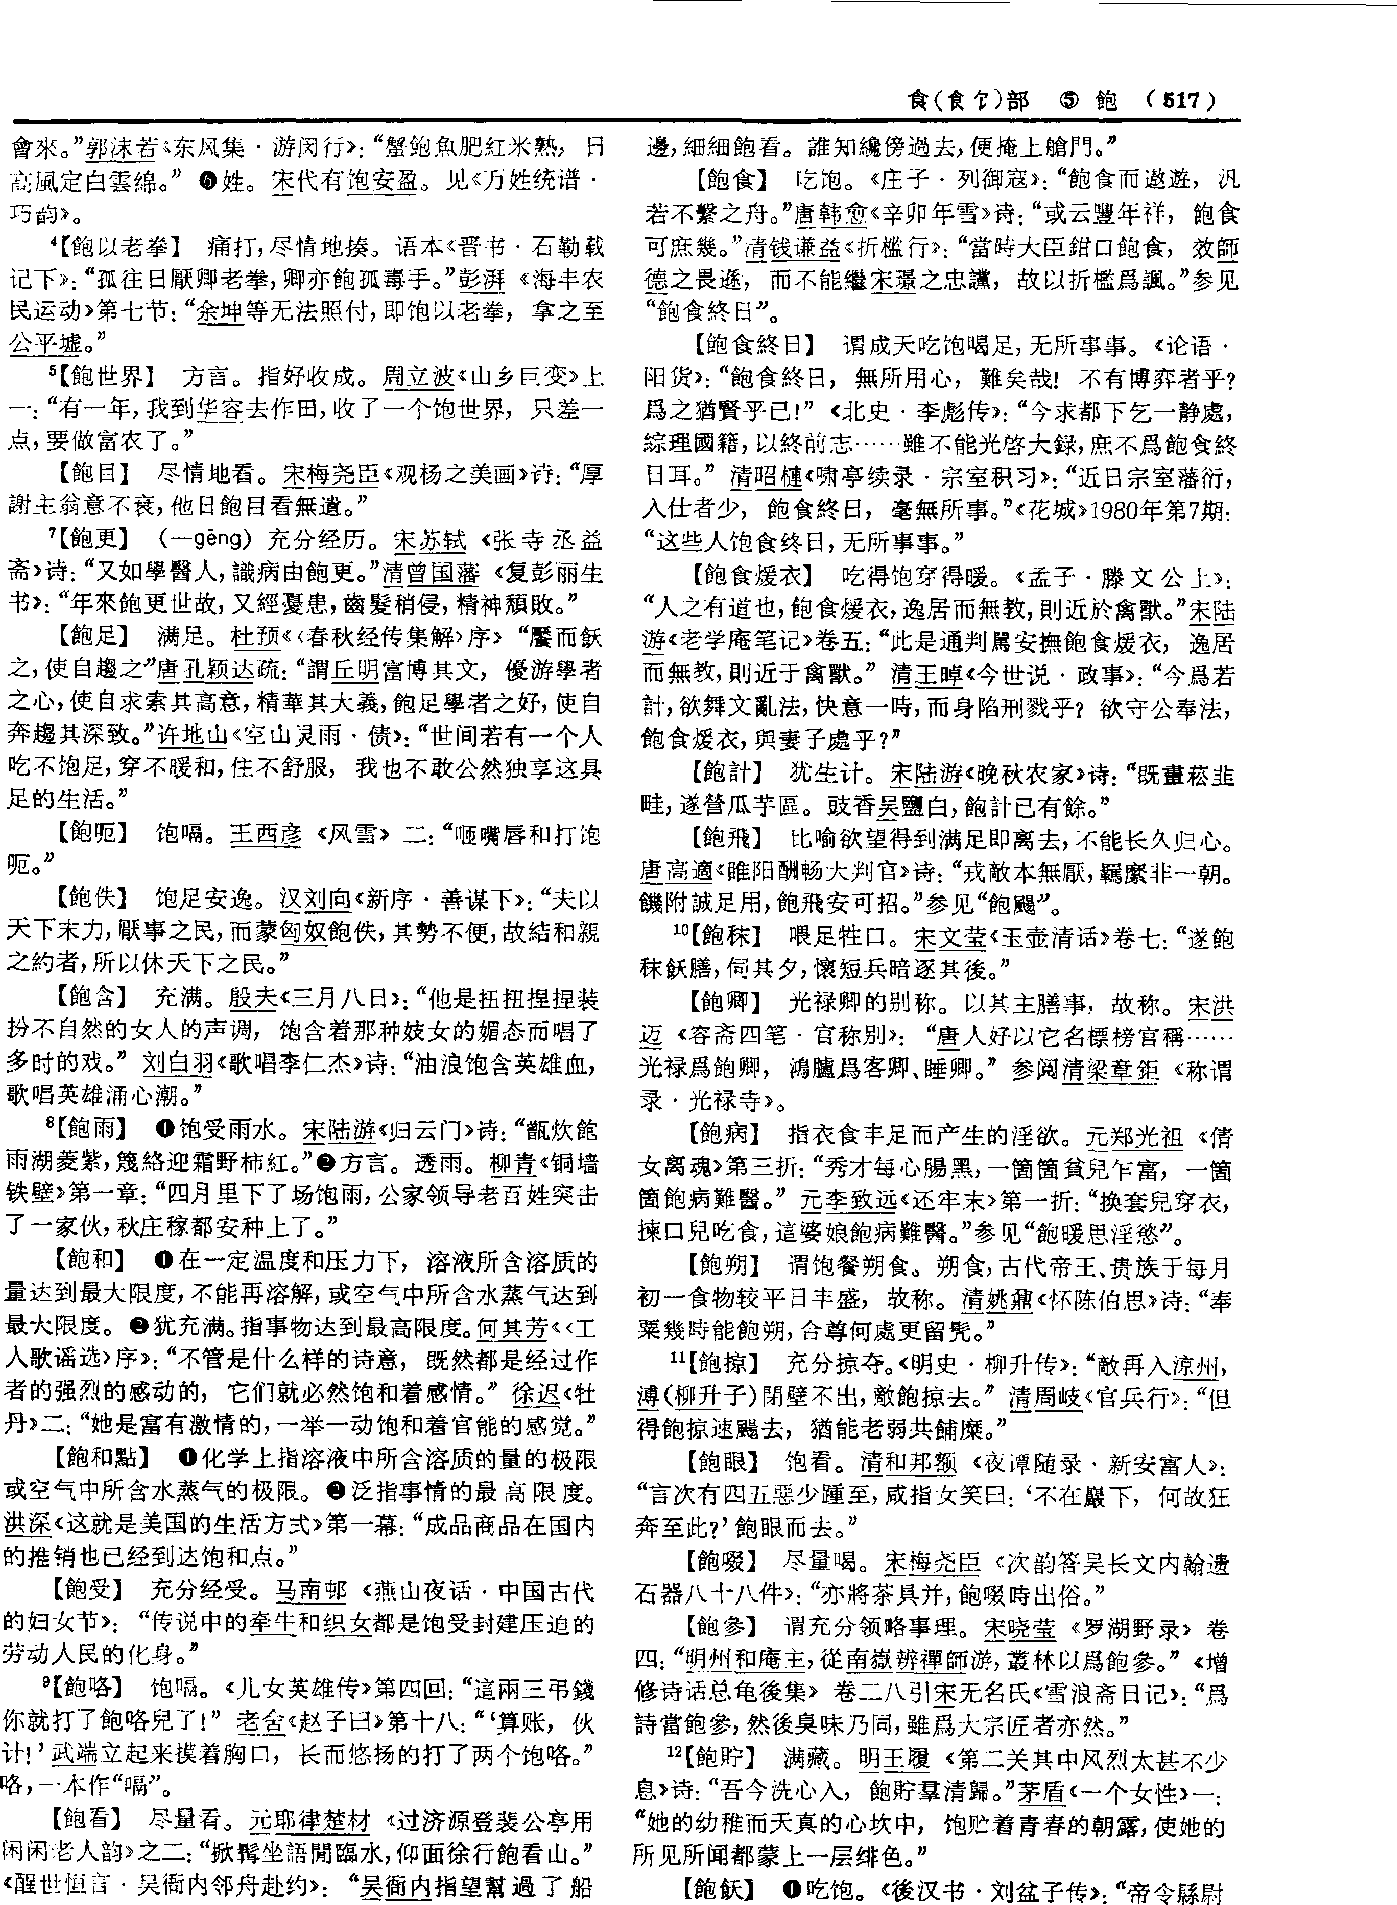 食(食饣)部 ⑤ 飽 (517)
會來。”郭沫若《东风集·游闽行》：“蟹飽魚肥紅米熟，日
高風定白雲綿。” ❻姓。宋代有饱安盈。见《万姓统谱·
巧韵》。
⁴【飽以老拳】 痛打，尽情地揍。语本《晋书·石勒载
记下》：“孤往日厭卿老拳，卿亦飽孤毒手。”彭湃《海丰农
民运动》第七节：“余坤等无法照付，即饱以老拳，拿之至
公平墟。”
⁵【飽世界】 方言。指好收成。周立波《山乡巨变》上
一：“有一年，我到华容去作田，收了一个饱世界，只差一
点，要做富农了。”
【飽目】 尽情地看。宋梅尧臣《观杨之美画》诗：“厚
謝主翁意不衰，他日飽目看無遺。”
⁷【飽更】 （—gēng）充分经历。宋苏轼《张寺丞益
斋》诗：“又如學醫人，識病由飽更。”清曾国藩《复彭丽生
书》：“年來飽更世故，又經憂患，齒髮稍侵，精神頹敗。”
【飽足】 满足。杜预《〈春秋经传集解〉序》“饜而飫
之，使自趨之”唐孔颖达疏：“謂丘明富博其文，優游學者
之心，使自求索其高意，精華其大義，飽足學者之好，使自
奔趨其深致。”许地山《空山灵雨·债》：“世间若有一个人
吃不饱足，穿不暖和，住不舒服，我也不敢公然独享这具
足的生活。”
【飽呃】 饱嗝。王西彦《风雪》二：“咂嘴唇和打饱
呃。”
【飽佚】 饱足安逸。汉刘向《新序·善谋下》：“夫以
天下末力，厭事之民，而蒙匈奴飽佚，其勢不便，故結和親
之約者，所以休天下之民。”
【飽含】 充满。殷夫《三月八日》：“他是扭扭捏捏装
扮不自然的女人的声调，饱含着那种妓女的媚态而唱了
多时的戏。” 刘白羽《歌唱李仁杰》诗：“油浪饱含英雄血，
歌唱英雄涌心潮。”
⁸【飽雨】 ❶饱受雨水。宋陆游《归云门》诗：“甑炊飽
雨湖菱紫，篾絡迎霜野柿紅。”❷方言。透雨。柳青《铜墙
铁壁》第一章：“四月里下了场饱雨，公家领导老百姓突击
了一家伙，秋庄稼都安种上了。”
【飽和】 ❶在一定温度和压力下，溶液所含溶质的
量达到最大限度，不能再溶解，或空气中所含水蒸气达到
最大限度。❷犹充满。指事物达到最高限度。何其芳《〈工
人歌谣选〉序》：“不管是什么样的诗意，既然都是经过作
者的强烈的感动的，它们就必然饱和着感情。” 徐迟《牡
丹》二：“她是富有激情的，一举一动饱和着官能的感觉。”
【飽和點】 ❶化学上指溶液中所含溶质的量的极限
或空气中所含水蒸气的极限。❷泛指事情的最高限度。
洪深《这就是美国的生活方式》第一幕：“成品商品在国内
的推销也已经到达饱和点。”
【飽受】 充分经受。马南邨《燕山夜话·中国古代
的妇女节》：“传说中的牵牛和织女都是饱受封建压迫的
劳动人民的化身。”
⁹【飽咯】 饱嗝。《儿女英雄传》第四回：“這兩三弔錢
你就打了飽咯兒了！” 老舍《赵子曰》第十八：“‘算账，伙
计！’武端立起来摸着胸口，长而悠扬的打了两个饱咯。”
咯，一本作“嗝”。
【飽看】 尽量看。元耶律楚材《过济源登裴公亭用
闲闲老人韵》之二：“掀髯坐語閒臨水，仰面徐行飽看山。”
《醒世恒言·吴衙内邻舟赴约》：“吴衙内指望幫過了船
邊，細細飽看。誰知纔傍過去，便掩上艙門。”
【飽食】 吃饱。《庄子·列御寇》：“飽食而遨遊，汎
若不繫之舟。”唐韩愈《辛卯年雪》诗：“或云豐年祥，飽食
可庶幾。”清钱谦益《折槛行》：“當時大臣鉗口飽食，效師
德之畏遜，而不能繼宋璟之忠讜，故以折檻爲諷。”参见
“飽食終日”。
【飽食終日】 谓成天吃饱喝足，无所事事。《论语·
阳货》：“飽食終日，無所用心，難矣哉！不有博弈者乎？
爲之猶賢乎已！”《北史·李彪传》：“今求都下乞一静處，
綜理國籍，以終前志……雖不能光啓大録，庶不爲飽食終
日耳。” 清昭槤《啸亭续录·宗室积习》：“近日宗室藩衍，
入仕者少，飽食終日，毫無所事。”《花城》1980年第7期：
“这些人饱食终日，无所事事。”
【飽食煖衣】 吃得饱穿得暖。《孟子·滕文公上》：
“人之有道也，飽食煖衣，逸居而無教，則近於禽獸。”宋陆
游《老学庵笔记》卷五：“此是通判舅安撫飽食煖衣，逸居
而無教，則近于禽獸。” 清王晫《今世说·政事》：“今爲若
計，欲舞文亂法，快意一時，而身陷刑戮乎？欲守公奉法，
飽食煖衣，與妻子處乎？”
【飽計】 犹生计。宋陆游《晚秋农家》诗：“既畫菘韭
畦，遂營瓜芋區。豉香吴鹽白，飽計已有餘。”
【飽飛】 比喻欲望得到满足即离去，不能长久归心。
唐高適《睢阳酬畅大判官》诗：“戎敵本無厭，羈縻非一朝。
饑附誠足用，飽飛安可招。”参见“飽颺”。
¹⁰【飽秣】 喂足牲口。宋文莹《玉壶清话》卷七：“遂飽
秣飫膳，伺其夕，懷短兵暗逐其後。”
【飽卿】 光禄卿的别称。以其主膳事，故称。宋洪
迈《容斋四笔·官称别》：“唐人好以它名標榜官稱……
光禄爲飽卿，鴻臚爲客卿、睡卿。” 参阅清梁章鉅《称谓
录·光禄寺》。
【飽病】 指衣食丰足而产生的淫欲。元郑光祖《倩
女离魂》第三折：“秀才每心腸黑，一箇箇貧兒乍富，一箇
箇飽病難醫。” 元李致远《还牢末》第一折：“换套兒穿衣，
揀口兒吃食，這婆娘飽病難醫。”参见“飽暖思淫慾”。
【飽朔】 谓饱餐朔食。朔食，古代帝王、贵族于每月
初一食物较平日丰盛，故称。清姚鼐《怀陈伯思》诗：“奉
粟幾時能飽朔，合尊何處更留髡。”
¹¹【飽掠】 充分掠夺。《明史·柳升传》：“敵再入涼州，
溥（柳升子）閉壁不出，敵飽掠去。” 清周岐《官兵行》：“但
得飽掠速颺去，猶能老弱共餔糜。”
【飽眼】 饱看。清和邦额《夜谭随录·新安富人》：
“言次有四五惡少踵至，咸指女笑曰：‘不在巖下，何故狂
奔至此？’飽眼而去。”
【飽啜】 尽量喝。宋梅尧臣《次韵答吴长文内翰遗
石器八十八件》：“亦將茶具并，飽啜時出俗。”
【飽參】 谓充分领略事理。宋晓莹《罗湖野录》卷
四：“明州和庵主，從南嶽辨禪師游，叢林以爲飽參。”《增
修诗话总龟後集》卷二八引宋无名氏《雪浪斋日记》：“爲
詩當飽參，然後臭味乃同，雖爲大宗匠者亦然。”
¹²【飽貯】 满藏。明王履《第二关其中风烈太甚不少
息》诗：“吾今洗心入，飽貯羣清歸。”茅盾《一个女性》一：
“她的幼稚而天真的心坎中，饱贮着青春的朝露，使她的
所见所闻都蒙上一层绯色。”
【飽飫】 ❶吃饱。《後汉书·刘盆子传》：“帝令縣尉